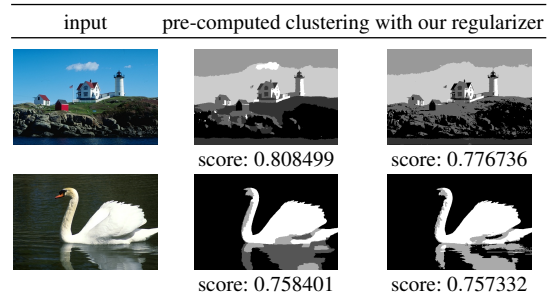 input pre-computed clustering with our regularizer
score: 0.808499 score: 0.776736
score: 0.758401 score: 0.757332